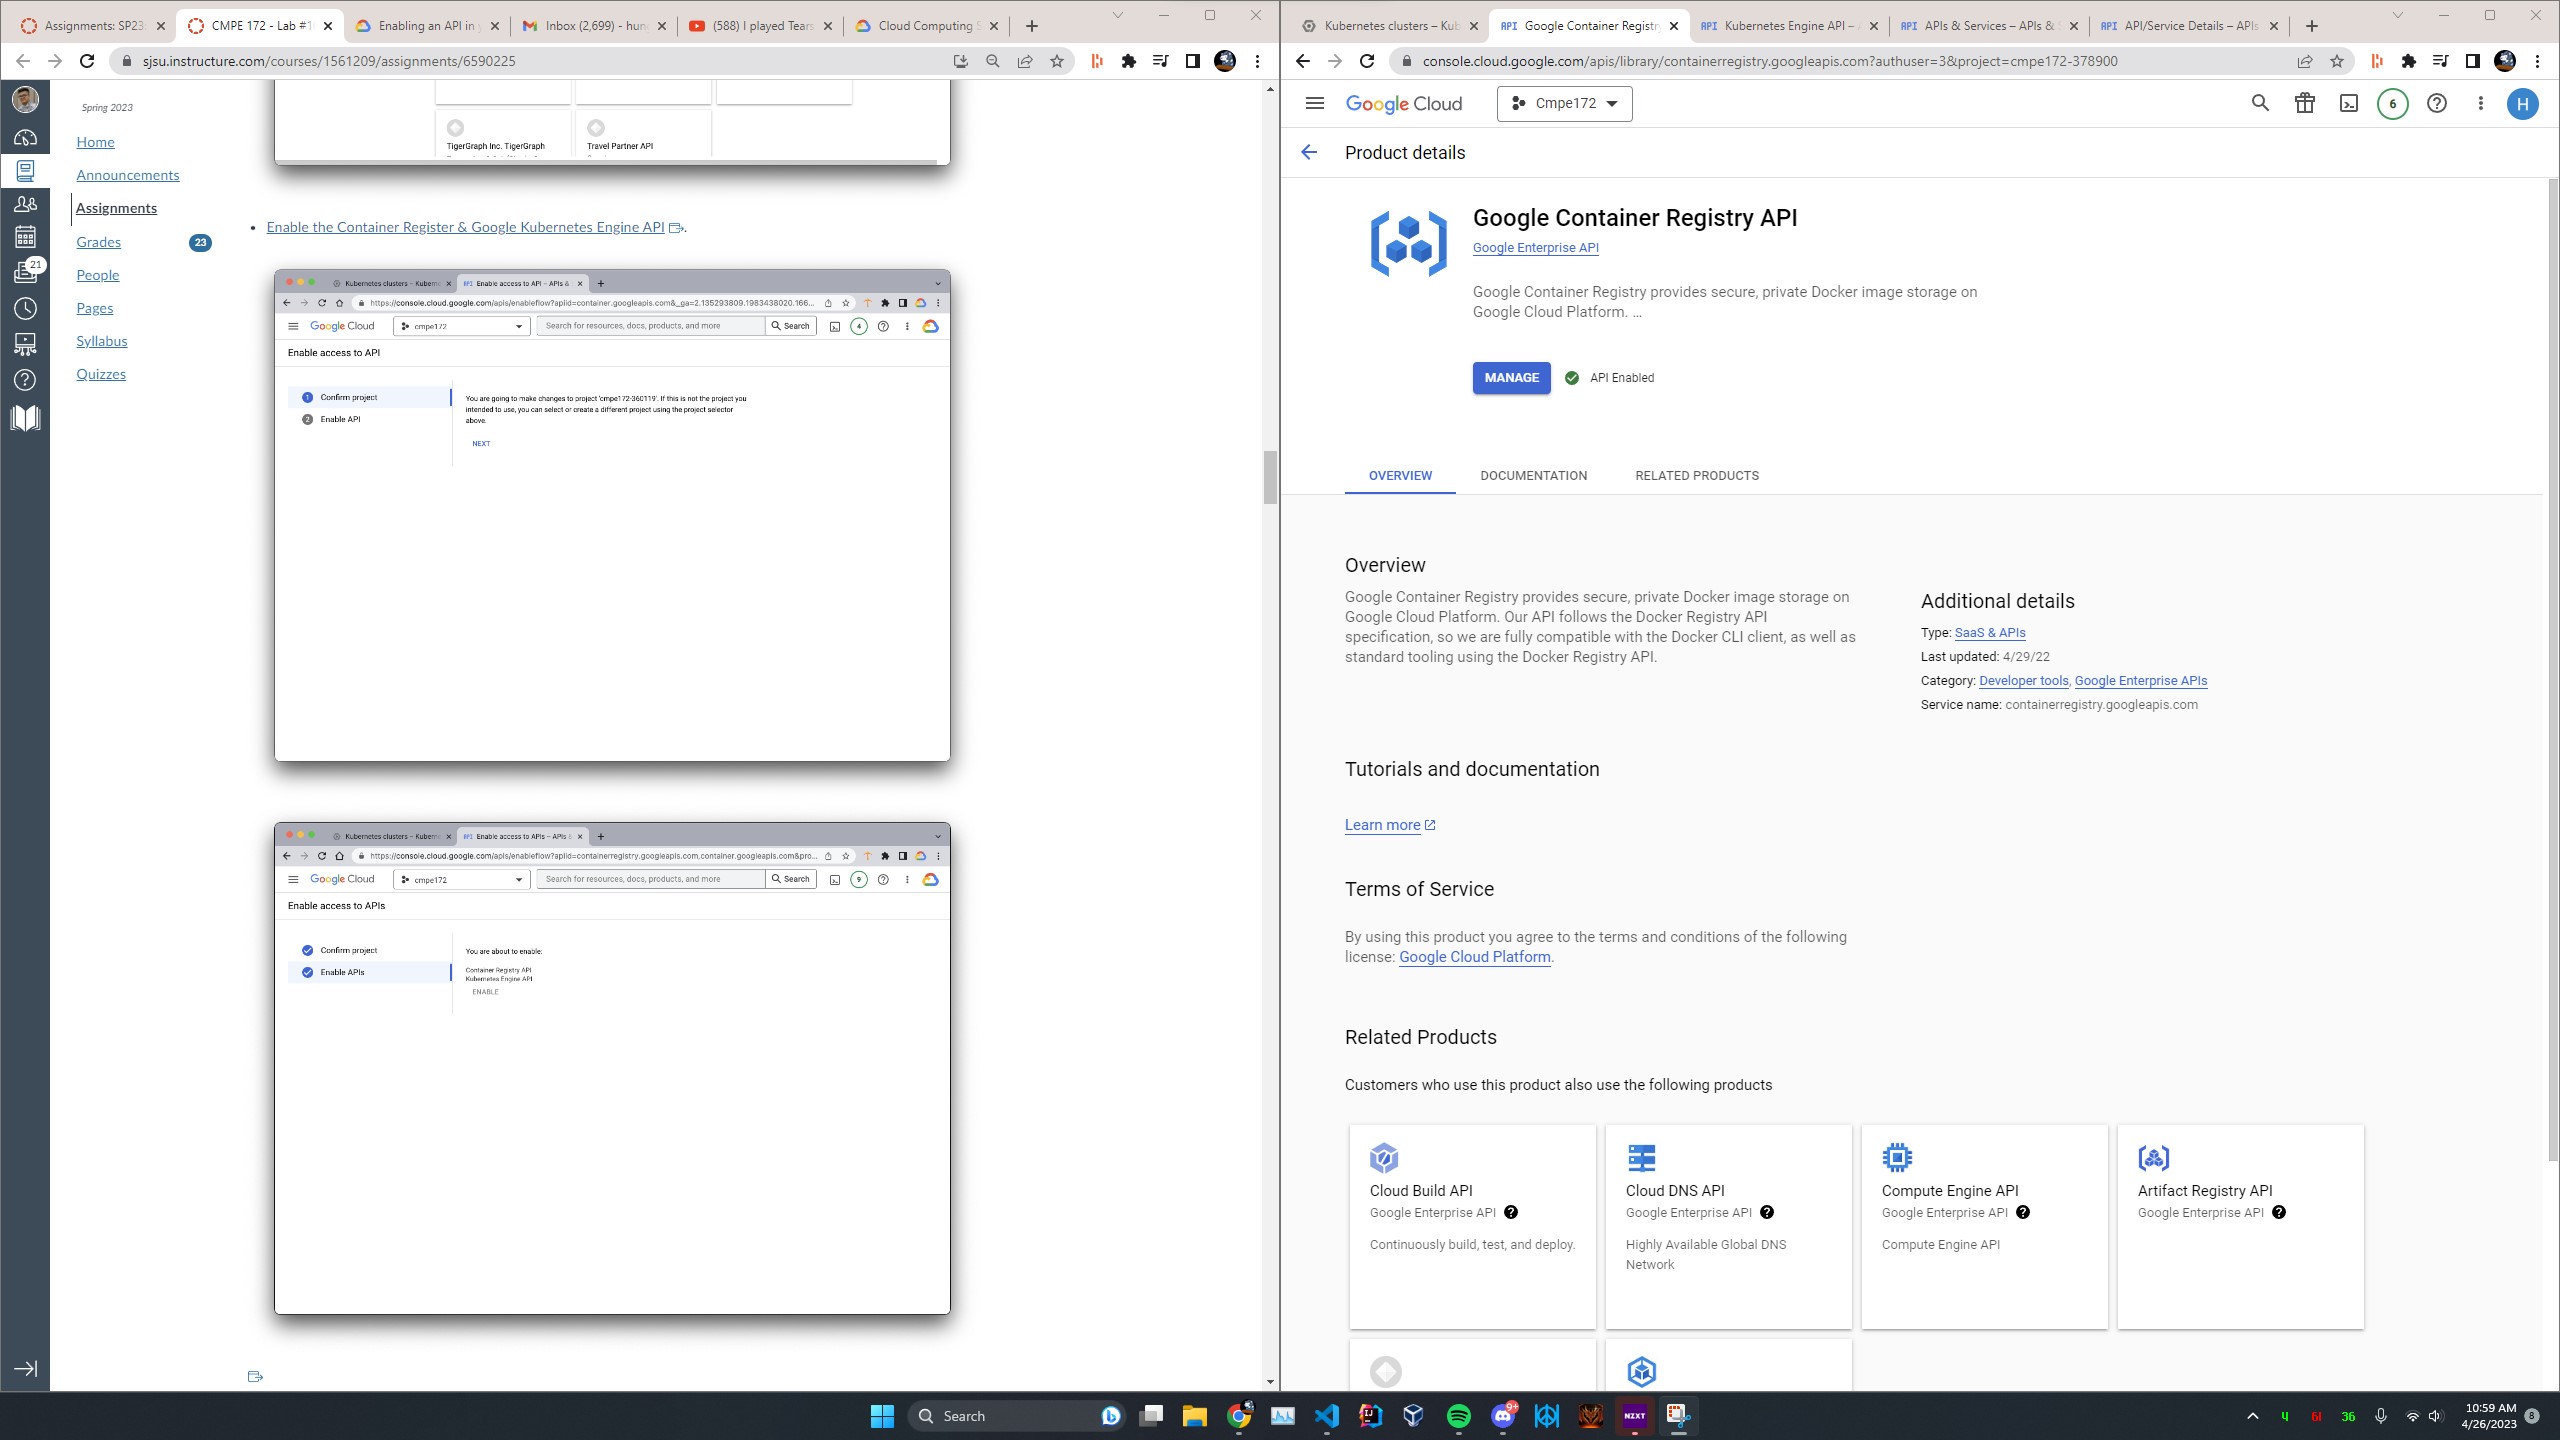 Assignments: SP23
CMPE 172 - Lab #1
Enabling an API in y
Inbox (2,699) - hun
(588) I played Tears
Cloud Computing S
sjsu.instructure.com/courses/1561209/assignments/6590225
Spring 2023
Home
Announcements
Assignments
Grades
23
21
People
Pages
Syllabus
Quizzes
TigerGraph Inc. TigerGraph
Travel Partner API
Enable the Container Register & Google Kubernetes Engine API.
Kubernetes clusters – Kuberne
API Enable access to API – APIs &
https://console.cloud.google.com/apis/enableflow?apiid=container.googleapis.com&_ga=2.135293809.1983438020.166...
Google Cloud
cmpe172
Search for resources, docs, products, and more
Search
4
Enable access to API
1 Confirm project
2 Enable API
You are going to make changes to project 'cmpe172-360119'. If this is not the project you
intended to use, you can select or create a different project using the project selector
above.
NEXT
Kubernetes clusters – Kuberne
API Enable access to APIs – APIs
https://console.cloud.google.com/apis/enableflow?apiid=containerregistry.googleapis.com,container.googleapis.com&pro...
Google Cloud
cmpe172
Search for resources, docs, products, and more
Search
9
Enable access to APIs
Confirm project
Enable APIs
You are about to enable:
Container Registry API
Kubernetes Engine API
ENABLE
Kubernetes clusters – Kub
API Google Container Registry
API Kubernetes Engine API – A
API APIs & Services – APIs & S
API API/Service Details – APIs
console.cloud.google.com/apis/library/containerregistry.googleapis.com?authuser=3&project=cmpe172-378900
Google Cloud
Cmpe172
6
H
Product details
Google Container Registry API
Google Enterprise API
Google Container Registry provides secure, private Docker image storage on
Google Cloud Platform. ...
MANAGE
API Enabled
OVERVIEW
DOCUMENTATION
RELATED PRODUCTS
Overview
Google Container Registry provides secure, private Docker image storage on
Google Cloud Platform. Our API follows the Docker Registry API
specification, so we are fully compatible with the Docker CLI client, as well as
standard tooling using the Docker Registry API.
Additional details
Type: SaaS & APIs
Last updated: 4/29/22
Category: Developer tools, Google Enterprise APIs
Service name: containerregistry.googleapis.com
Tutorials and documentation
Learn more
Terms of Service
By using this product you agree to the terms and conditions of the following
license: Google Cloud Platform.
Related Products
Customers who use this product also use the following products
Cloud Build API
Google Enterprise API
Continuously build, test, and deploy.
Cloud DNS API
Google Enterprise API
Highly Available Global DNS
Network
Compute Engine API
Google Enterprise API
Compute Engine API
Artifact Registry API
Google Enterprise API
Search
9+
NZXT
4
61
36
10:59 AM
4/26/2023
8